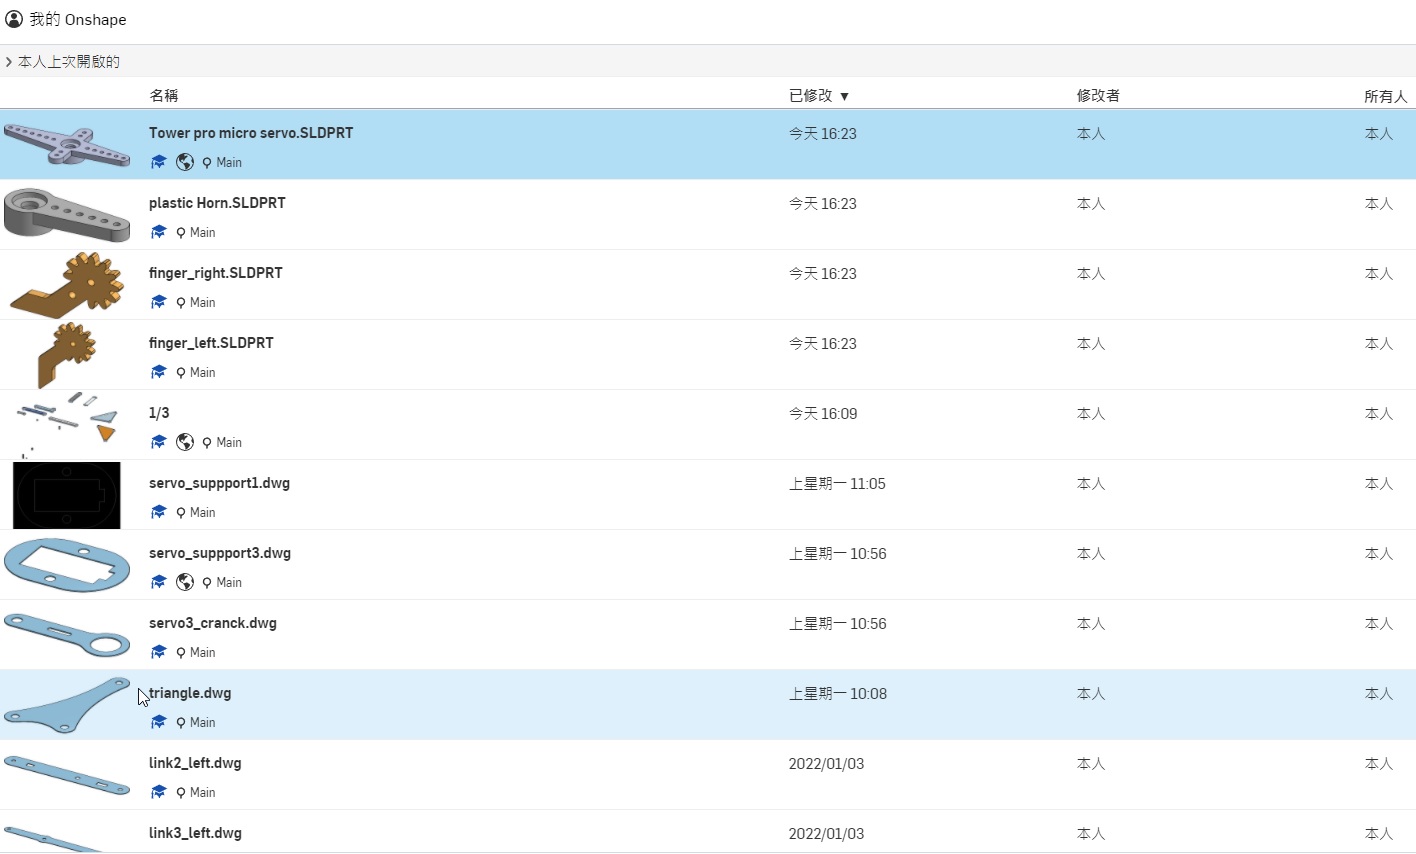 我的 Onshape
本人上次開啟的
名稱 已修改 ▼ 修改者 所有人
Tower pro micro servo.SLDPRT 今天 16:23 本人 本人
Main
plastic Horn.SLDPRT 今天 16:23 本人 本人
Main
finger_right.SLDPRT 今天 16:23 本人 本人
Main
finger_left.SLDPRT 今天 16:23 本人 本人
Main
1/3 今天 16:09 本人 本人
Main
servo_suppport1.dwg 上星期一 11:05 本人 本人
Main
servo_suppport3.dwg 上星期一 10:56 本人 本人
Main
servo3_cranck.dwg 上星期一 10:56 本人 本人
Main
triangle.dwg 上星期一 10:08 本人 本人
Main
link2_left.dwg 2022/01/03 本人 本人
Main
link3_left.dwg 2022/01/03 本人 本人